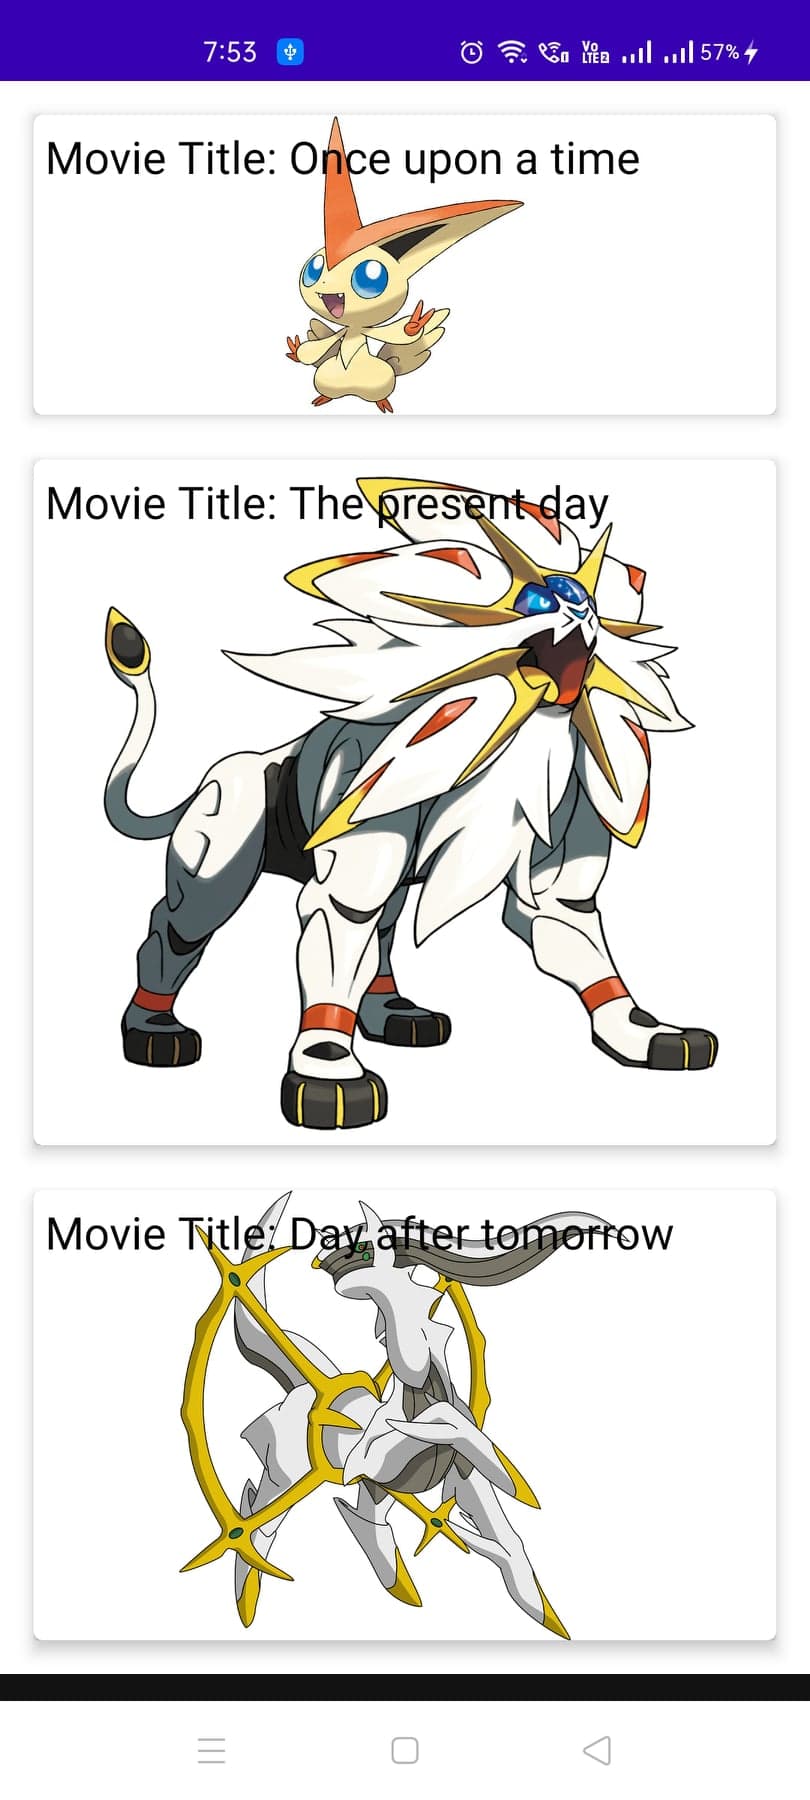 7:53 Vo LTE2 57%
Movie Title: Once upon a time
Movie Title: The present day
Movie Title: Day after tomorrow